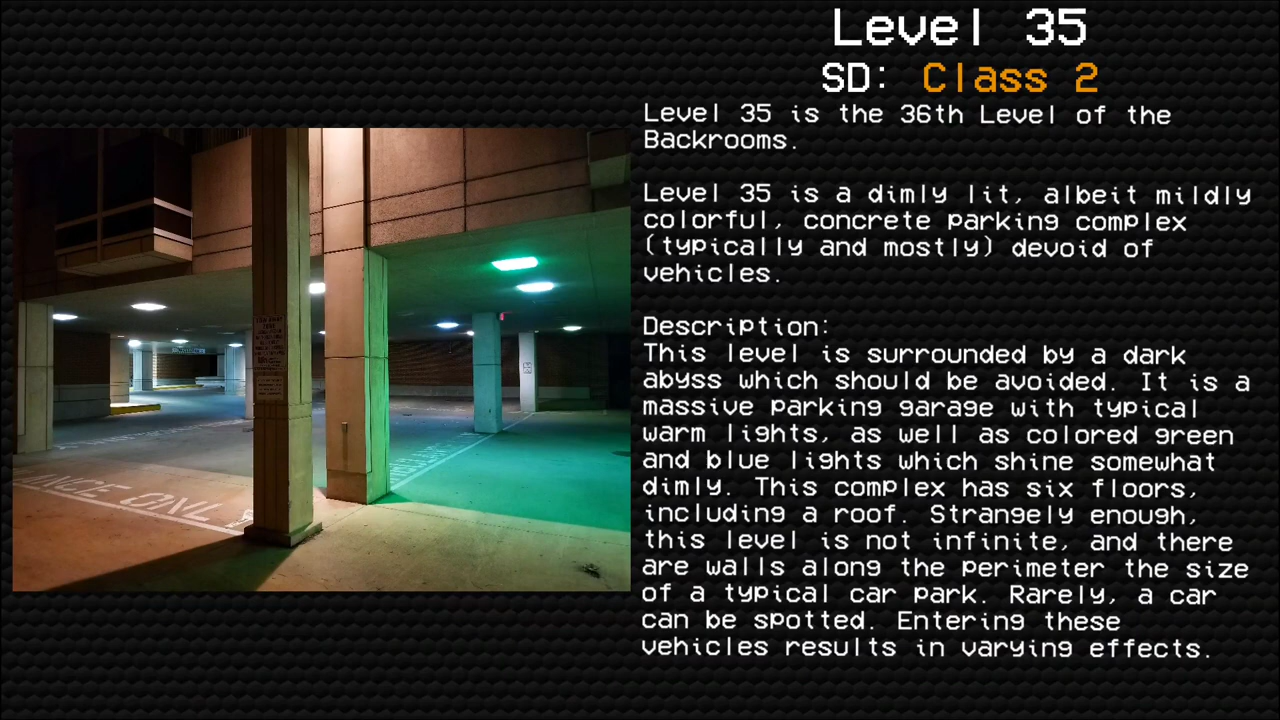 Level 35
SD: Class 2
Level 35 is the 36th Level of the
Backrooms.
Level 35 is a dimly lit, albeit mildly
colorful, concrete parking complex
(typically and mostly) devoid of
vehicles.
Description:
This level is surrounded by a dark
abyss which should be avoided. It is a
massive parking garage with typical
warm lights, as well as colored green
and blue lights which shine somewhat
dimly. This complex has six floors,
including a roof. Strangely enough,
this level is not infinite, and there
are walls along the perimeter the size
of a typical car park. Rarely, a car
can be spotted. Entering these
vehicles results in varying effects.
ONLY